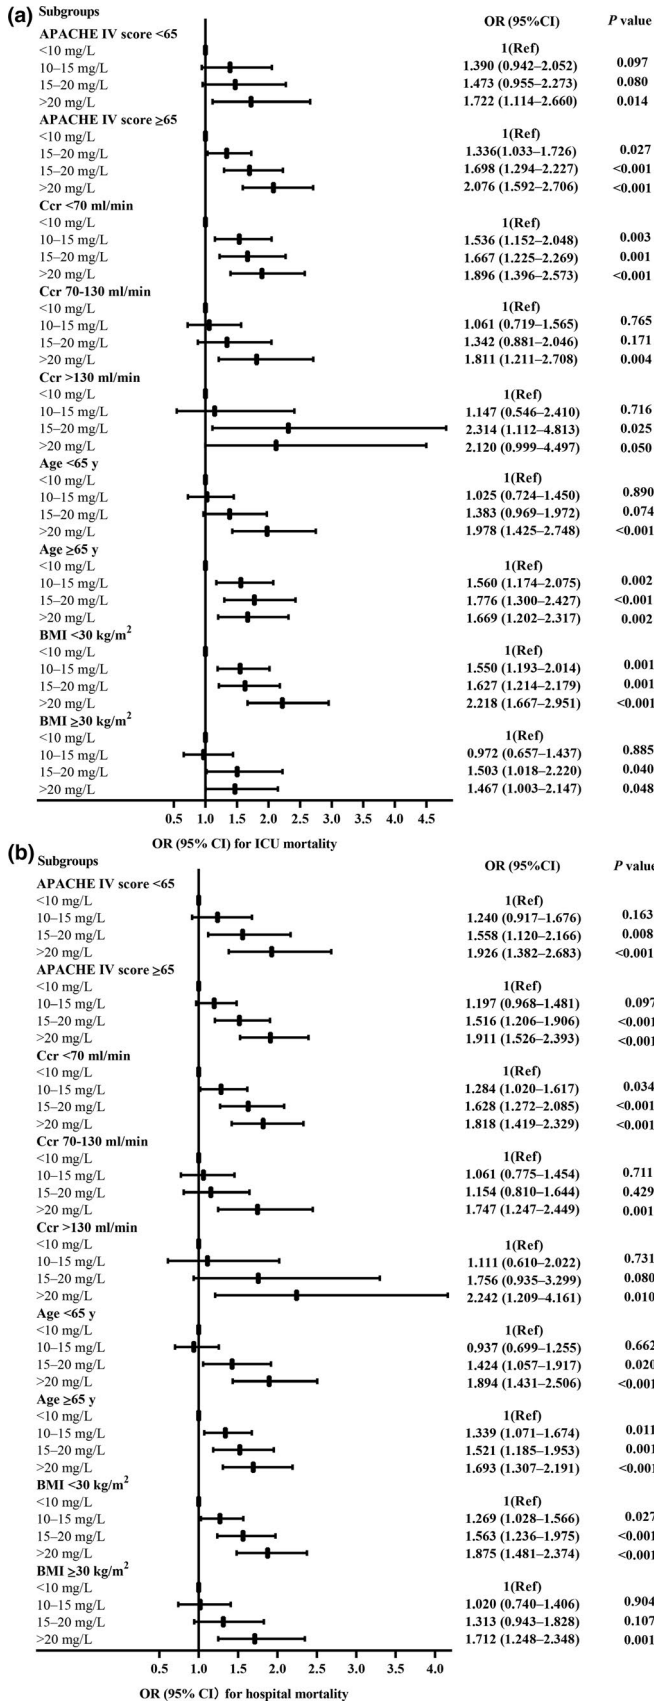 (a) Subgroups OR (95%CI) P value
APACHE IV score <65
<10 mg/L 1(Ref)
10–15 mg/L 1.390 (0.942–2.052) 0.097
15–20 mg/L 1.473 (0.955–2.273) 0.080
>20 mg/L 1.722 (1.114–2.660) 0.014
APACHE IV score ≥65
<10 mg/L 1(Ref)
15–20 mg/L 1.336(1.033–1.726) 0.027
15–20 mg/L 1.698 (1.294–2.227) <0.001
>20 mg/L 2.076 (1.592–2.706) <0.001
Ccr <70 ml/min
<10 mg/L 1(Ref)
10–15 mg/L 1.536 (1.152–2.048) 0.003
15–20 mg/L 1.667 (1.225–2.269) 0.001
>20 mg/L 1.896 (1.396–2.573) <0.001
Ccr 70-130 ml/min
<10 mg/L 1(Ref)
10–15 mg/L 1.061 (0.719–1.565) 0.765
15–20 mg/L 1.342 (0.881–2.046) 0.171
>20 mg/L 1.811 (1.211–2.708) 0.004
Ccr >130 ml/min
<10 mg/L 1(Ref)
10–15 mg/L 1.147 (0.546–2.410) 0.716
15–20 mg/L 2.314 (1.112–4.813) 0.025
>20 mg/L 2.120 (0.999–4.497) 0.050
Age <65 y
<10 mg/L 1(Ref)
10–15 mg/L 1.025 (0.724–1.450) 0.890
15–20 mg/L 1.383 (0.969–1.972) 0.074
>20 mg/L 1.978 (1.425–2.748) <0.001
Age ≥65 y
<10 mg/L 1(Ref)
10–15 mg/L 1.560 (1.174–2.075) 0.002
15–20 mg/L 1.776 (1.300–2.427) <0.001
>20 mg/L 1.669 (1.202–2.317) 0.002
BMI <30 kg/m²
<10 mg/L 1(Ref)
10–15 mg/L 1.550 (1.193–2.014) 0.001
15–20 mg/L 1.627 (1.214–2.179) 0.001
>20 mg/L 2.218 (1.667–2.951) <0.001
BMI ≥30 kg/m²
<10 mg/L 1(Ref)
10–15 mg/L 0.972 (0.657–1.437) 0.885
15–20 mg/L 1.503 (1.018–2.220) 0.040
>20 mg/L 1.467 (1.003–2.147) 0.048
0.5 1.0 1.5 2.0 2.5 3.0 3.5 4.0 4.5
OR (95% CI) for ICU mortality
(b) Subgroups OR (95%CI) P value
APACHE IV score <65
<10 mg/L 1(Ref)
10–15 mg/L 1.240 (0.917–1.676) 0.163
15–20 mg/L 1.558 (1.120–2.166) 0.008
>20 mg/L 1.926 (1.382–2.683) <0.001
APACHE IV score ≥65
<10 mg/L 1(Ref)
10–15 mg/L 1.197 (0.968–1.481) 0.097
15–20 mg/L 1.516 (1.206–1.906) <0.001
>20 mg/L 1.911 (1.526–2.393) <0.001
Ccr <70 ml/min
<10 mg/L 1(Ref)
10–15 mg/L 1.284 (1.020–1.617) 0.034
15–20 mg/L 1.628 (1.272–2.085) <0.001
>20 mg/L 1.818 (1.419–2.329) <0.001
Ccr 70-130 ml/min
<10 mg/L 1(Ref)
10–15 mg/L 1.061 (0.775–1.454) 0.711
15–20 mg/L 1.154 (0.810–1.644) 0.429
>20 mg/L 1.747 (1.247–2.449) 0.001
Ccr >130 ml/min
<10 mg/L 1(Ref)
10–15 mg/L 1.111 (0.610–2.022) 0.731
15–20 mg/L 1.756 (0.935–3.299) 0.080
>20 mg/L 2.242 (1.209–4.161) 0.010
Age <65 y
<10 mg/L 1(Ref)
10–15 mg/L 0.937 (0.699–1.255) 0.662
15–20 mg/L 1.424 (1.057–1.917) 0.020
>20 mg/L 1.894 (1.431–2.506) <0.001
Age ≥65 y
<10 mg/L 1(Ref)
10–15 mg/L 1.339 (1.071–1.674) 0.011
15–20 mg/L 1.521 (1.185–1.953) 0.001
>20 mg/L 1.693 (1.307–2.191) <0.001
BMI <30 kg/m²
<10 mg/L 1(Ref)
10–15 mg/L 1.269 (1.028–1.566) 0.027
15–20 mg/L 1.563 (1.236–1.975) <0.001
>20 mg/L 1.875 (1.481–2.374) <0.001
BMI ≥30 kg/m²
<10 mg/L 1(Ref)
10–15 mg/L 1.020 (0.740–1.406) 0.904
15–20 mg/L 1.313 (0.943–1.828) 0.107
>20 mg/L 1.712 (1.248–2.348) 0.001
0.5 1.0 1.5 2.0 2.5 3.0 3.5 4.0
OR (95% CI) for hospital mortality